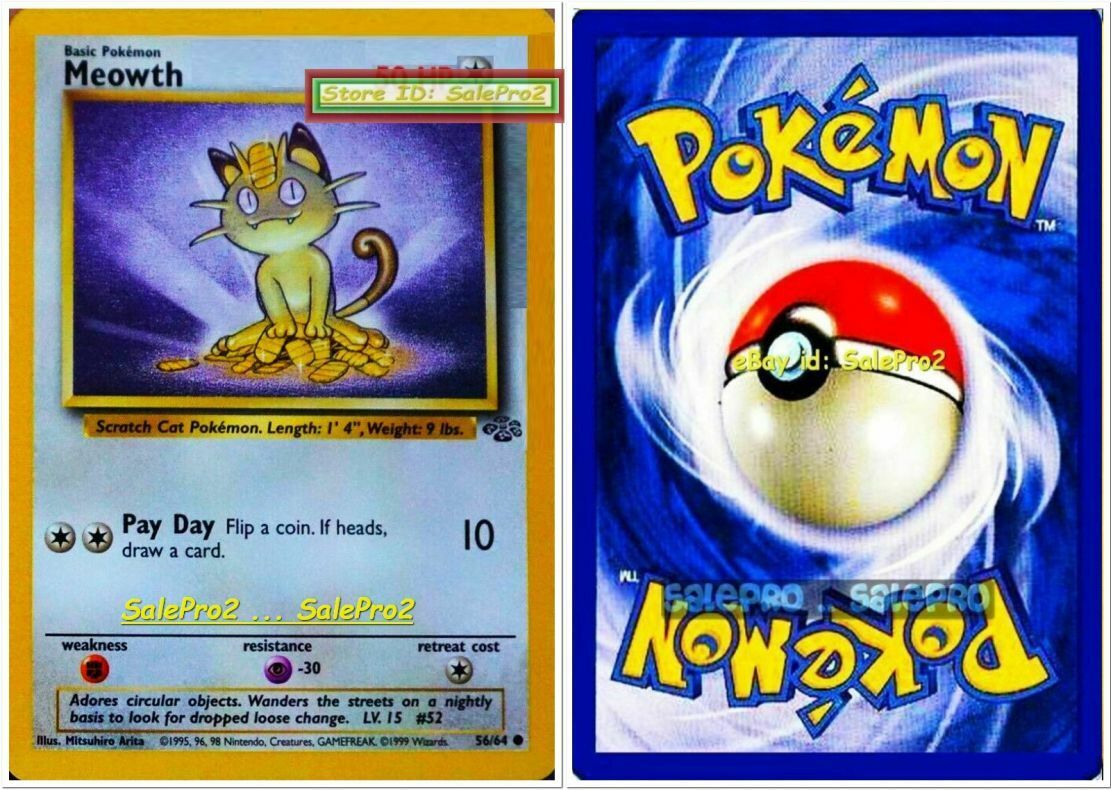 Basic Pokémon
Meowth
50 HP
Store ID: SalePro2
Scratch Cat Pokémon. Length: 1' 4", Weight: 9 lbs.
Pay Day Flip a coin. If heads,
draw a card.
10
SalePro2 ... SalePro2
weakness resistance retreat cost
-30
Adores circular objects. Wanders the streets on a nightly
basis to look for dropped loose change. LV. 15 #52
Illus. Mitsuhiro Arita ©1995, 96, 98 Nintendo, Creatures, GAMEFREAK. ©1999 Wizards. 56/64
POKéMON
TM
eBay id: SalePro2
TM
SalePro . SalePro
POKéMON